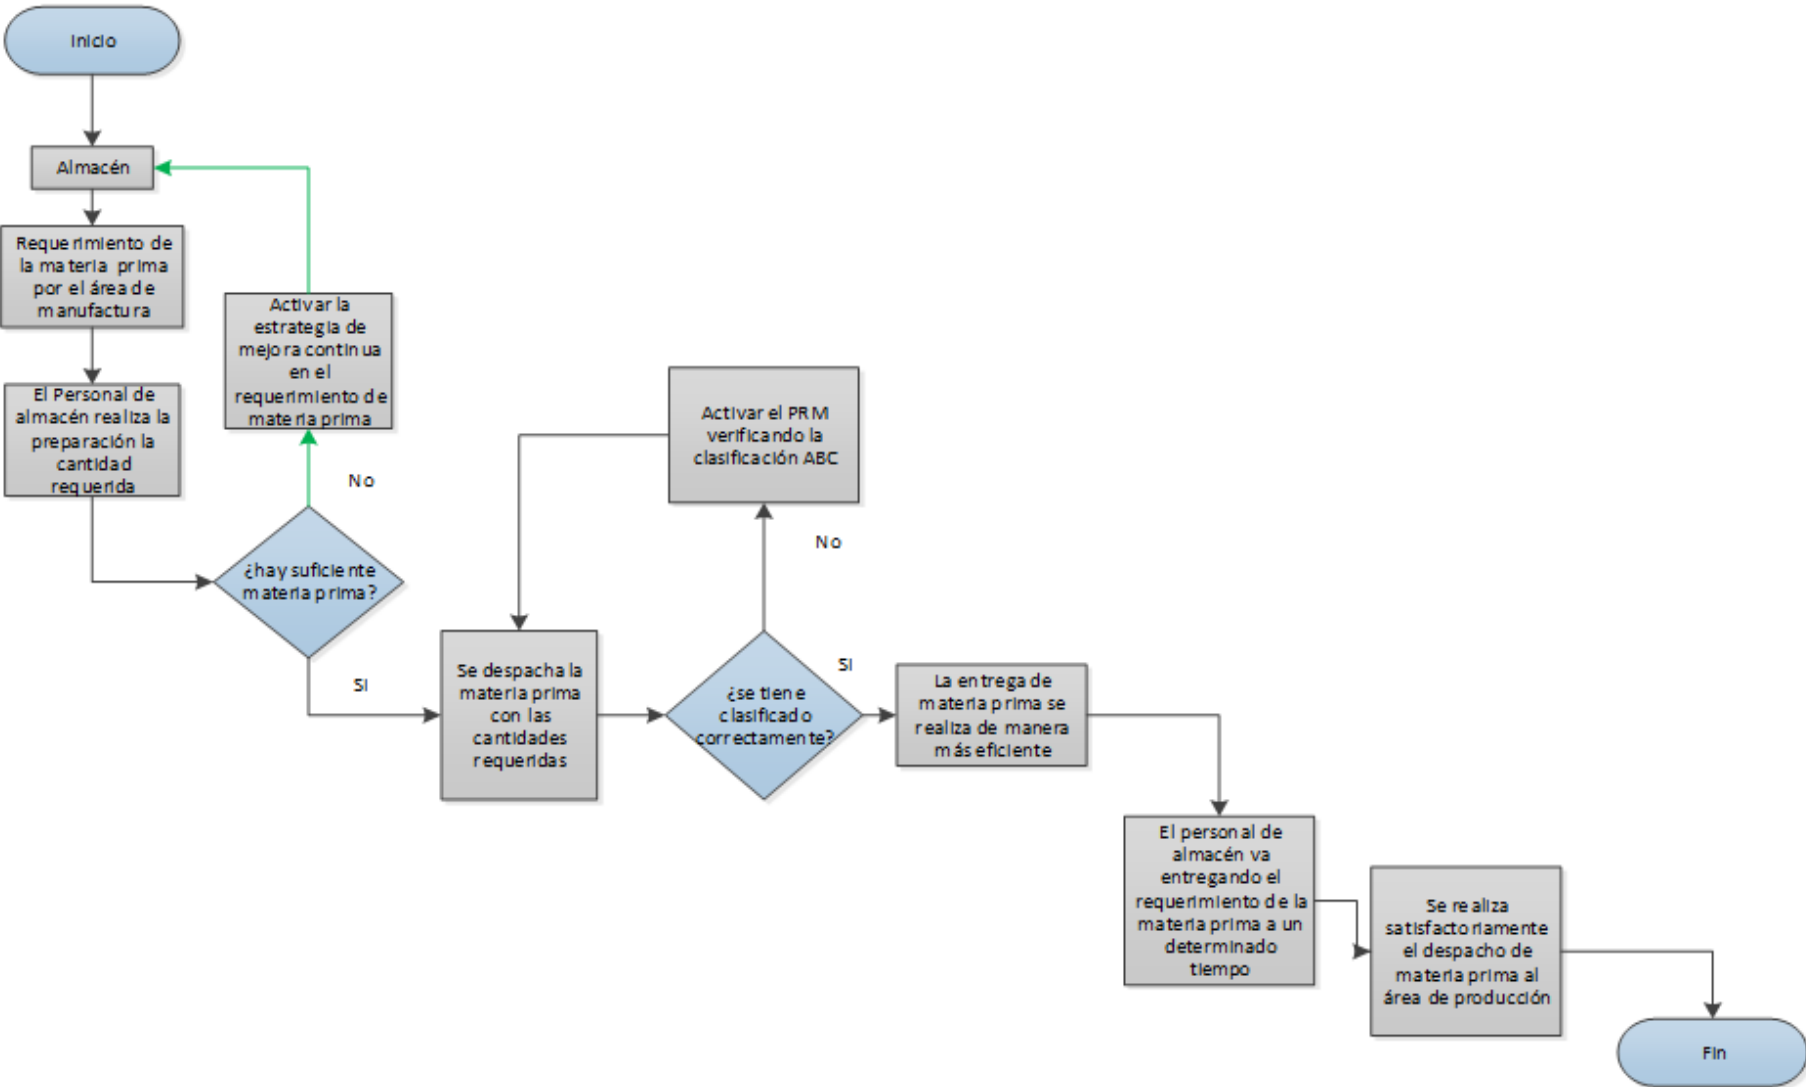 Inicio
Almacén
Requerimiento de
la materia prima
por el área de
manufactura
El Personal de
almacén realiza la
preparación la
cantidad
requerida
Activar la
estrategia de
mejora continua
en el
requerimiento de
materia prima
No
¿hay suficiente
materia prima?
SI
Activar el PRM
verificando la
clasificación ABC
No
Se despacha la
materia prima
con las
cantidades
requeridas
¿se tiene
clasificado
correctamente?
SI
La entrega de
materia prima se
realiza de manera
más eficiente
El personal de
almacén va
entregando el
requerimiento de la
materia prima a un
determinado
tiempo
Se realiza
satisfactoriamente
el despacho de
materia prima al
área de producción
Fin